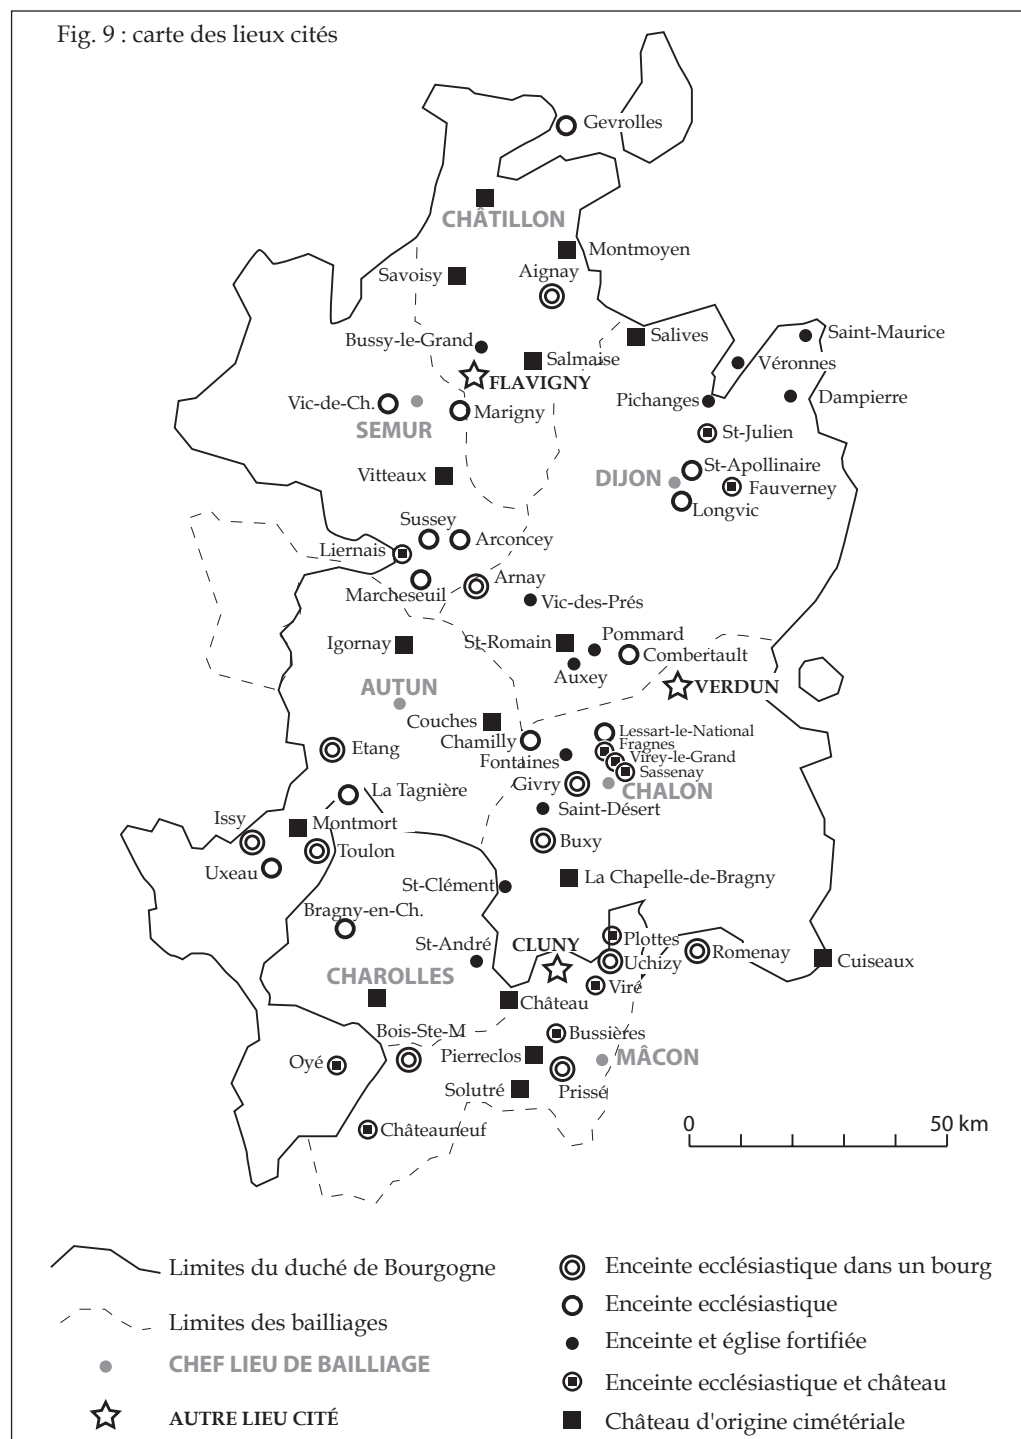 Fig. 9 : carte des lieux cités
Gevrolles
CHÂTILLON
Montmoyen
Aignay
Savoisy
Bussy-le-Grand
Salives
Saint-Maurice
Salmaise
Véronnes
FLAVIGNY
Vic-de-Ch.
Marigny
Pichanges
Dampierre
SEMUR
St-Julien
Vitteaux
St-Apollinaire
DIJON
Fauverney
Longvic
Sussey
Arconcey
Liernais
Arnay
Marcheseuil
Vic-des-Prés
Igornay
St-Romain
Pommard
Combertault
Auxey
AUTUN
VERDUN
Couches
Chamilly
Lessart-le-National
Fragnes
Etang
Fontaines
Virey-le-Grand
Sassenay
Givry
CHALON
La Tagnière
Saint-Désert
Issy
Montmort
Toulon
Buxy
Uxeau
St-Clément
La Chapelle-de-Bragny
Bragny-en-Ch.
St-André
CLUNY
Plottes
Romenay
Uchizy
Cuiseaux
CHAROLLES
Viré
Château
Bois-Ste-M
Bussières
Oyé
Pierreclos
MÂCON
Solutré
Prissé
Châteauneuf
0 50 km
Limites du duché de Bourgogne
Limites des bailliages
CHEF LIEU DE BAILLIAGE
AUTRE LIEU CITÉ
Enceinte ecclésiastique dans un bourg
Enceinte ecclésiastique
Enceinte et église fortifiée
Enceinte ecclésiastique et château
Château d'origine cimétériale